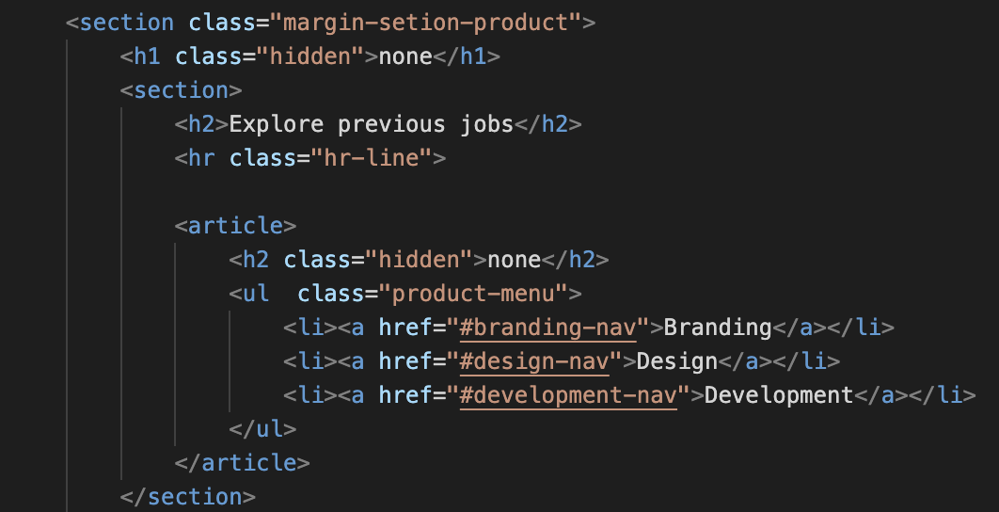 <section class="margin-setion-product">
<h1 class="hidden">none</h1>
<section>
<h2>Explore previous jobs</h2>
<hr class="hr-line">
<article>
<h2 class="hidden">none</h2>
<ul  class="product-menu">
<li><a href="#branding-nav">Branding</a></li>
<li><a href="#design-nav">Design</a></li>
<li><a href="#development-nav">Development</a></li>
</ul>
</article>
</section>